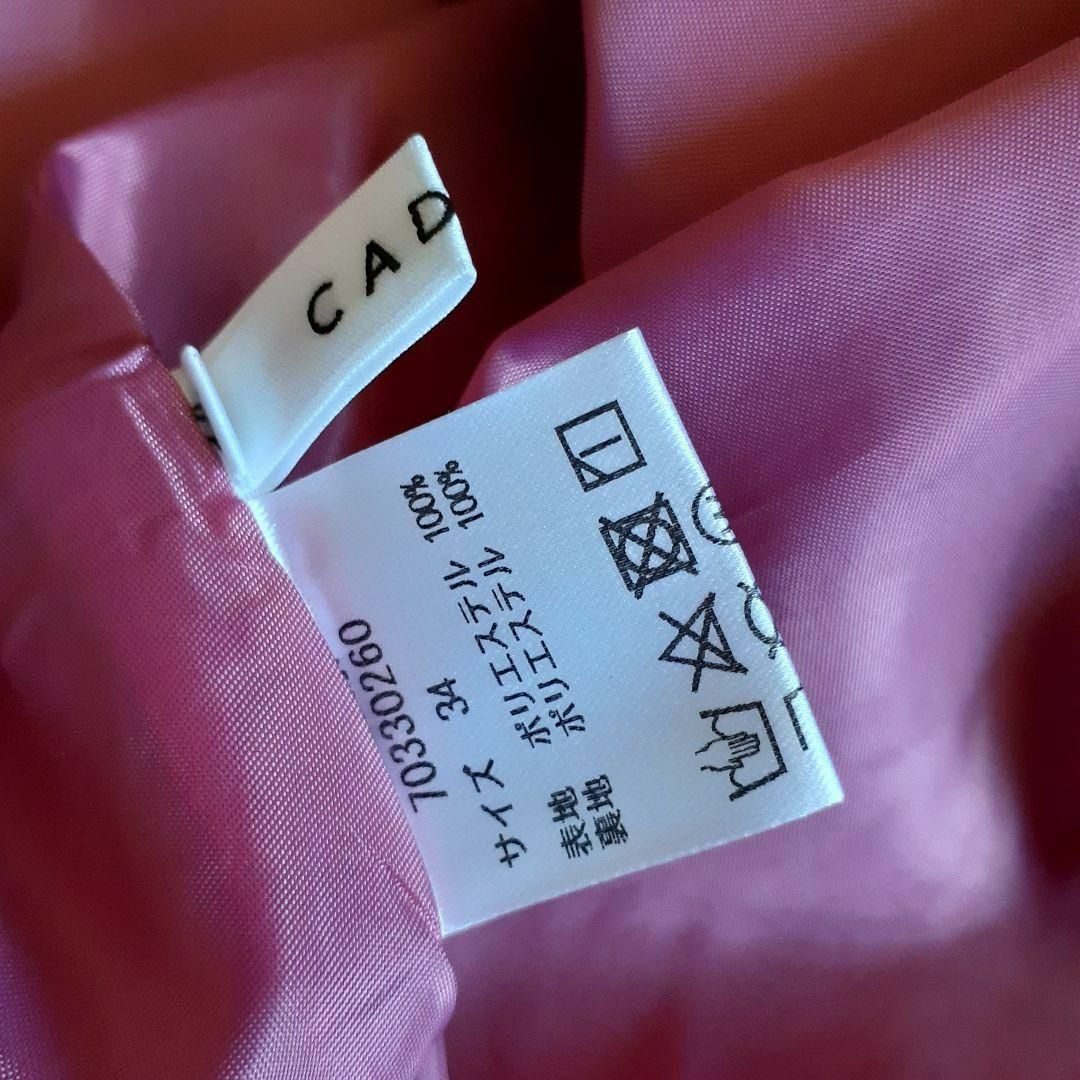 CAD
70330260
サイズ 34
表地 ポリエステル 100%
裏地 ポリエステル 100%